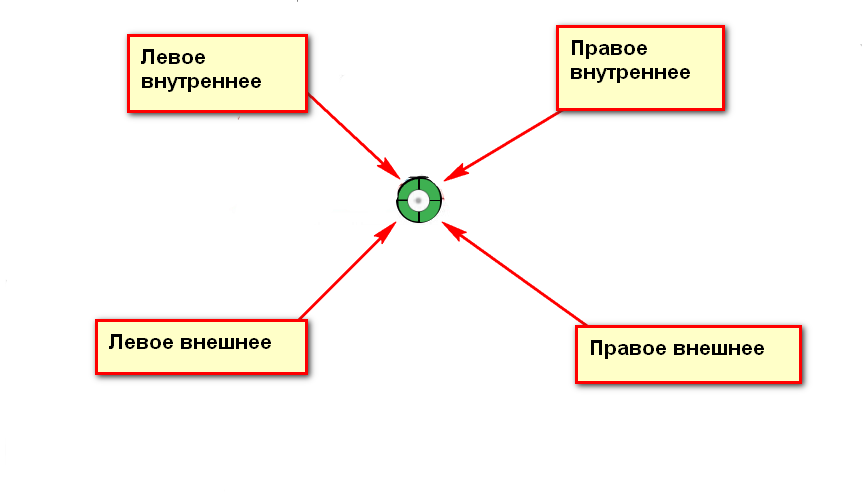 Левое
внутреннее
Правое
внутреннее
Левое внешнее
Правое внешнее